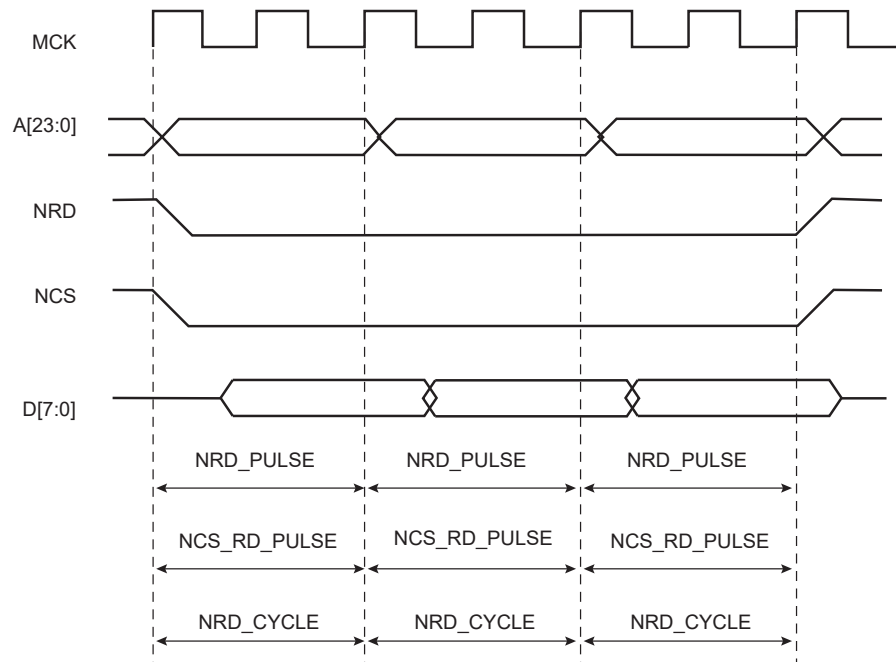 MCK
A[23:0]
NRD
NCS
D[7:0]
NRD_PULSE NRD_PULSE NRD_PULSE
NCS_RD_PULSE NCS_RD_PULSE NCS_RD_PULSE
NRD_CYCLE NRD_CYCLE NRD_CYCLE